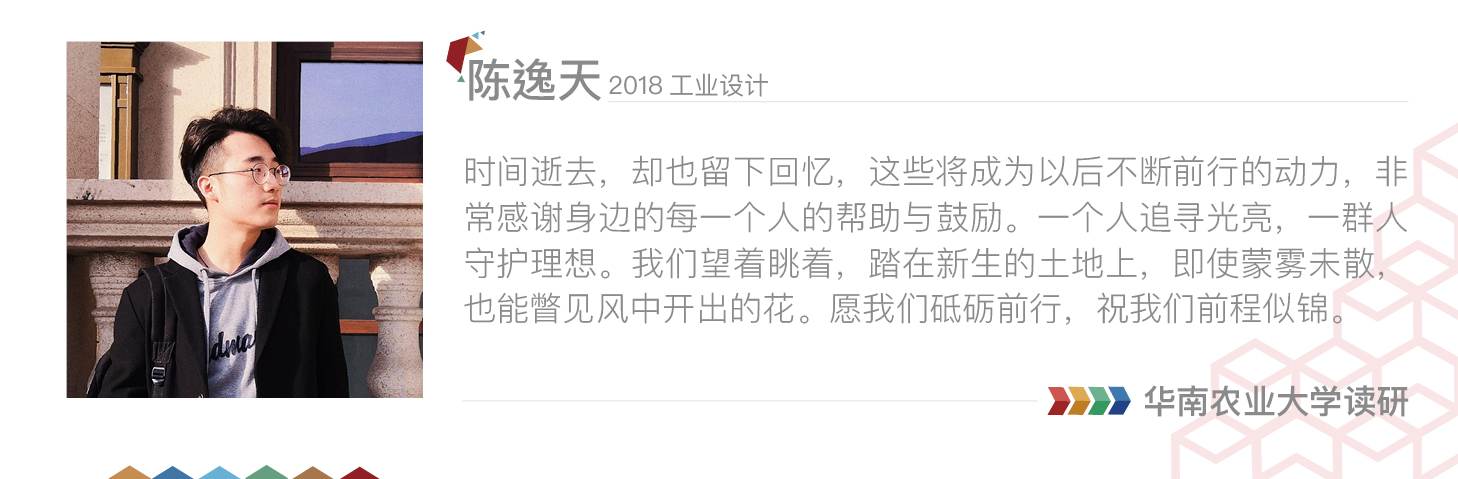 陈逸天 2018 工业设计
时间逝去，却也留下回忆，这些将成为以后不断前行的动力，非
常感谢身边的每一个人的帮助与鼓励。一个人追寻光亮，一群人
守护理想。我们望着眺着，踏在新生的土地上，即使蒙雾未散，
也能瞥见风中开出的花。愿我们砥砺前行，祝我们前程似锦。
华南农业大学读研